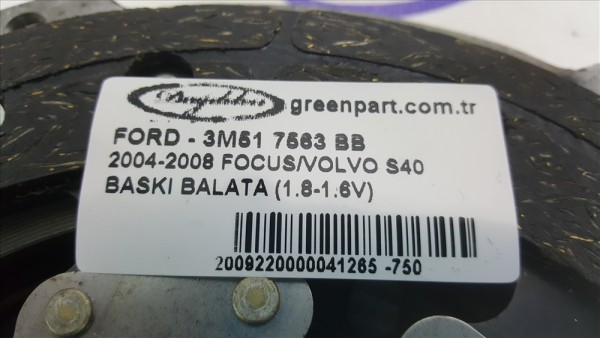 greenpart.com.tr
FORD - 3M51 7563 BB
2004-2008 FOCUS/VOLVO S40
BASKI BALATA (1.8-1.6V)
2009220000041265 -750